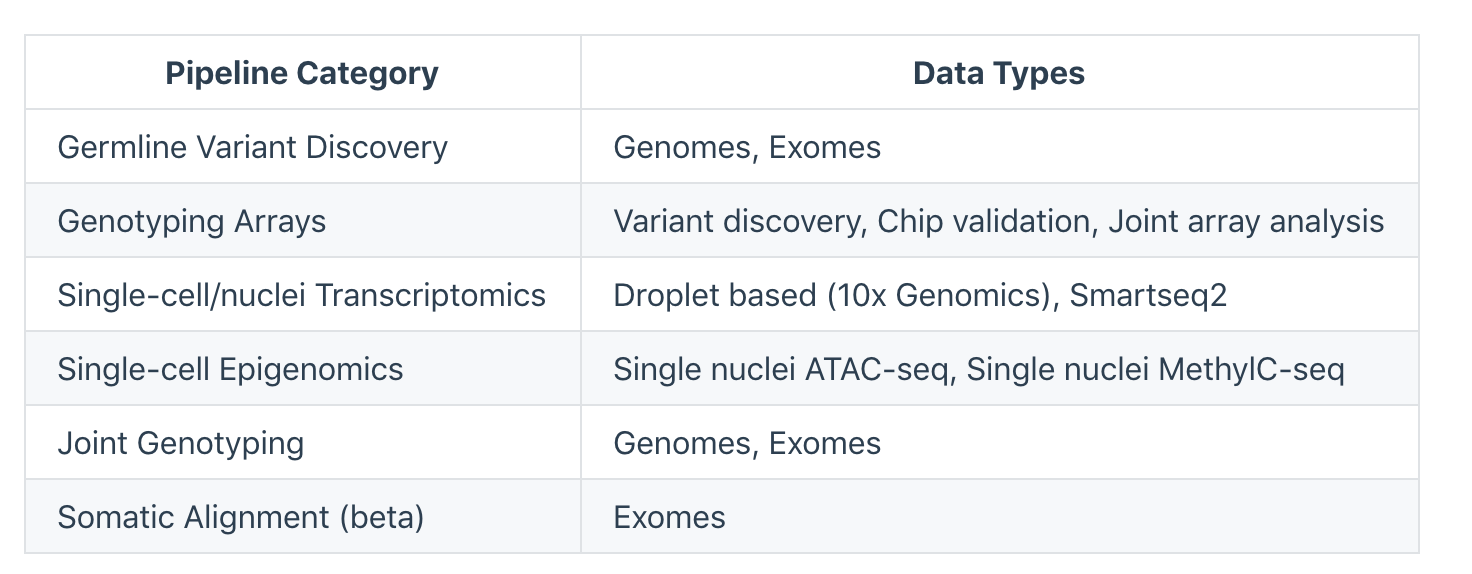 Pipeline Category Data Types
Germline Variant Discovery Genomes, Exomes
Genotyping Arrays Variant discovery, Chip validation, Joint array analysis
Single-cell/nuclei Transcriptomics Droplet based (10x Genomics), Smartseq2
Single-cell Epigenomics Single nuclei ATAC-seq, Single nuclei MethylC-seq
Joint Genotyping Genomes, Exomes
Somatic Alignment (beta) Exomes